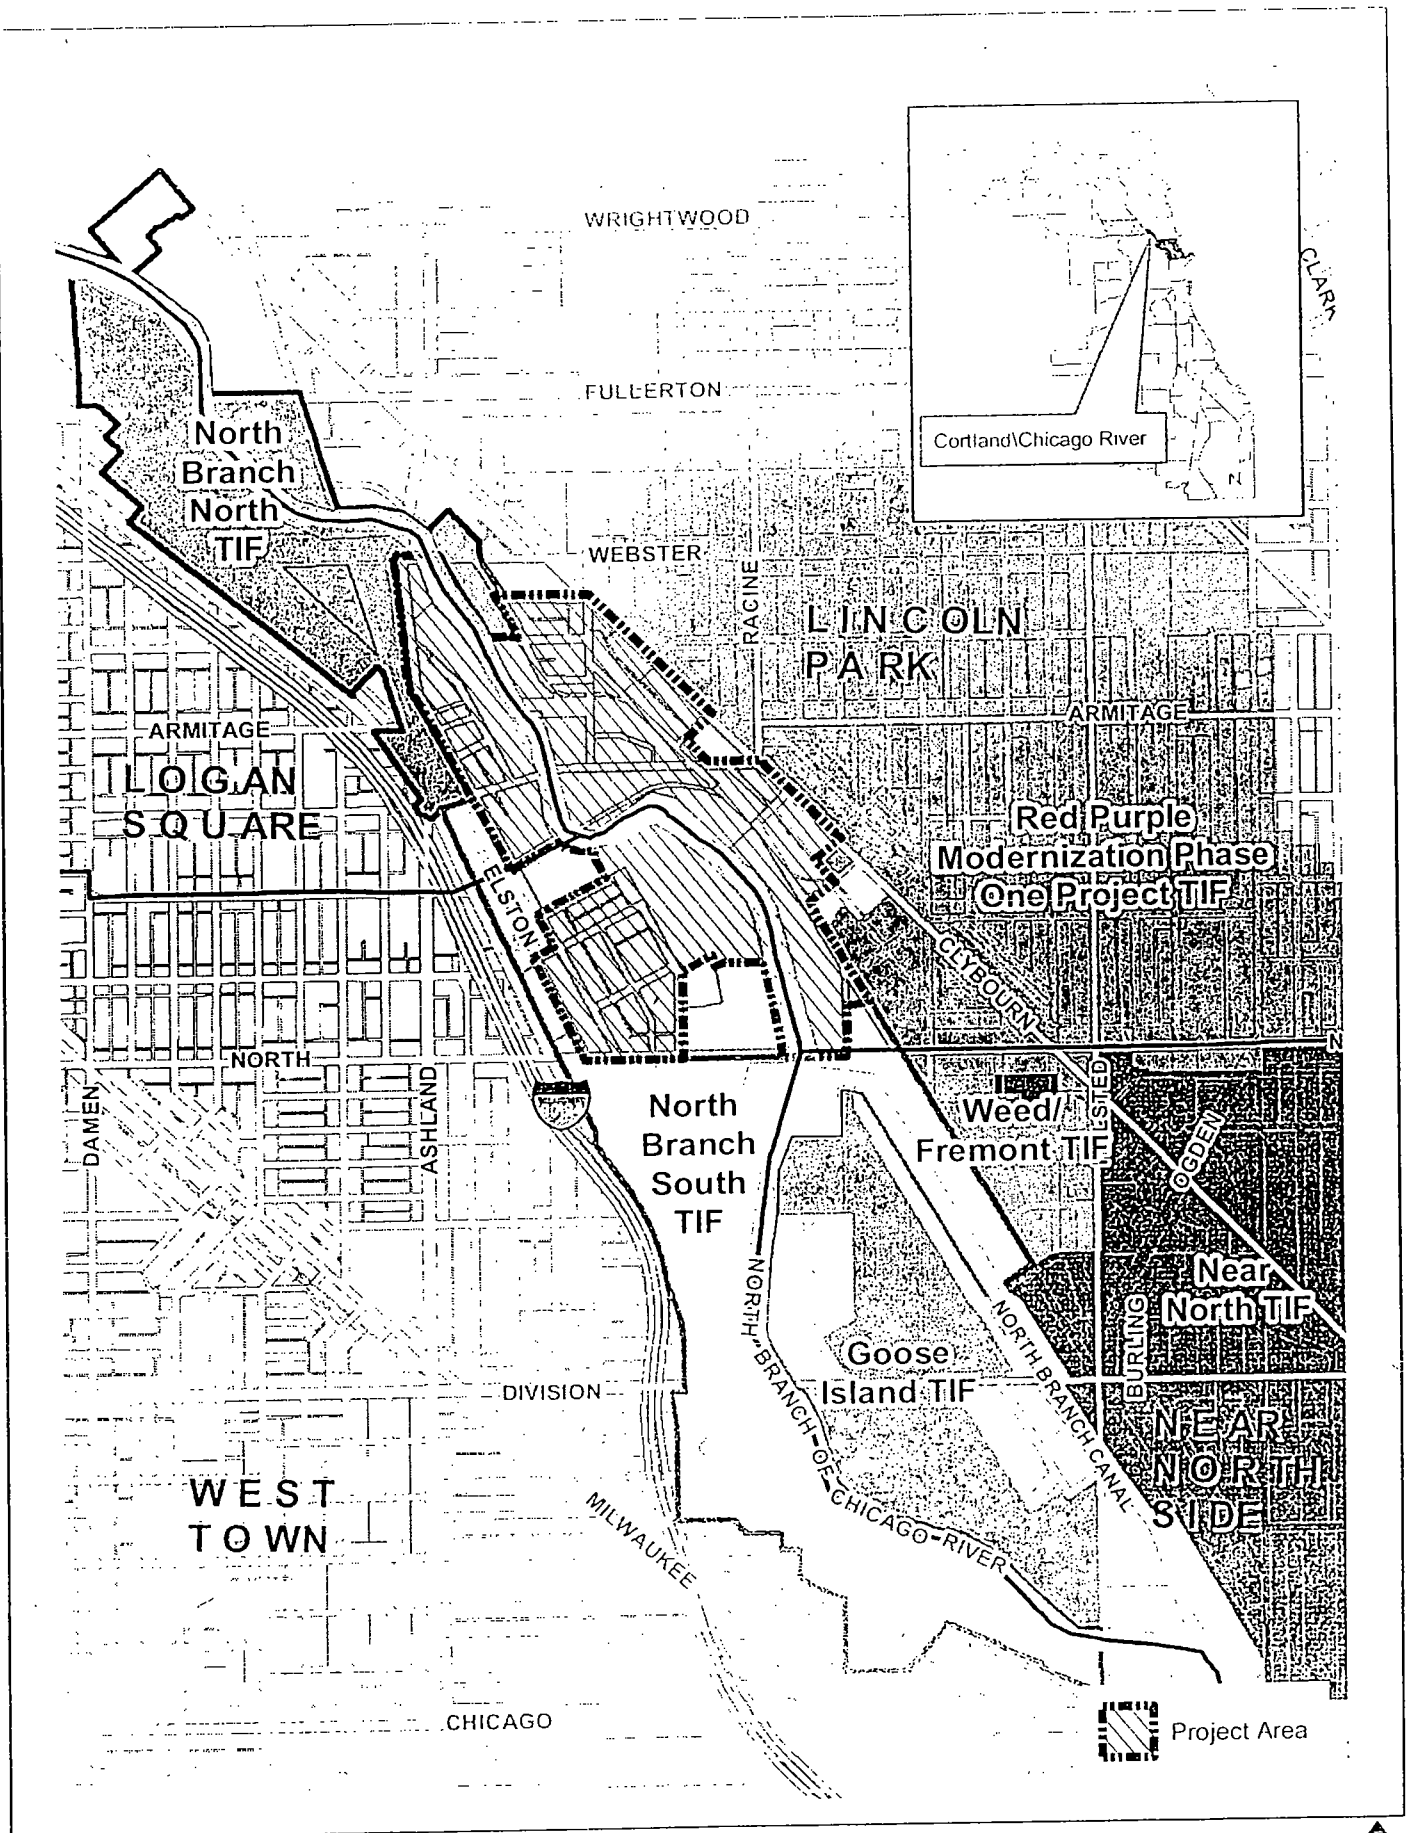 WRIGHTWOOD
CLARK
FULLERTON
Cortland\Chicago River
N
North
Branch
North
TIF
WEBSTER
RACINE
LINCOLN
PARK
ARMITAGE
ARMITAGE
LOGAN
SQUARE
Red Purple
Modernization Phase
One Project TIF
ELSTON
CLYBOURN
NORTH
N
DAMEN
ASHLAND
North
Branch
South
TIF
Weed/
Fremont TIF
LSTED
OGDEN
Near
North TIF
NORTH BRANCH OF CHICAGO RIVER
NORTH BRANCH CANAL
BURLING
Goose
Island TIF
DIVISION
NEAR
NORTH
SIDE
WEST
TOWN
MILWAUKEE
CHICAGO
Project Area